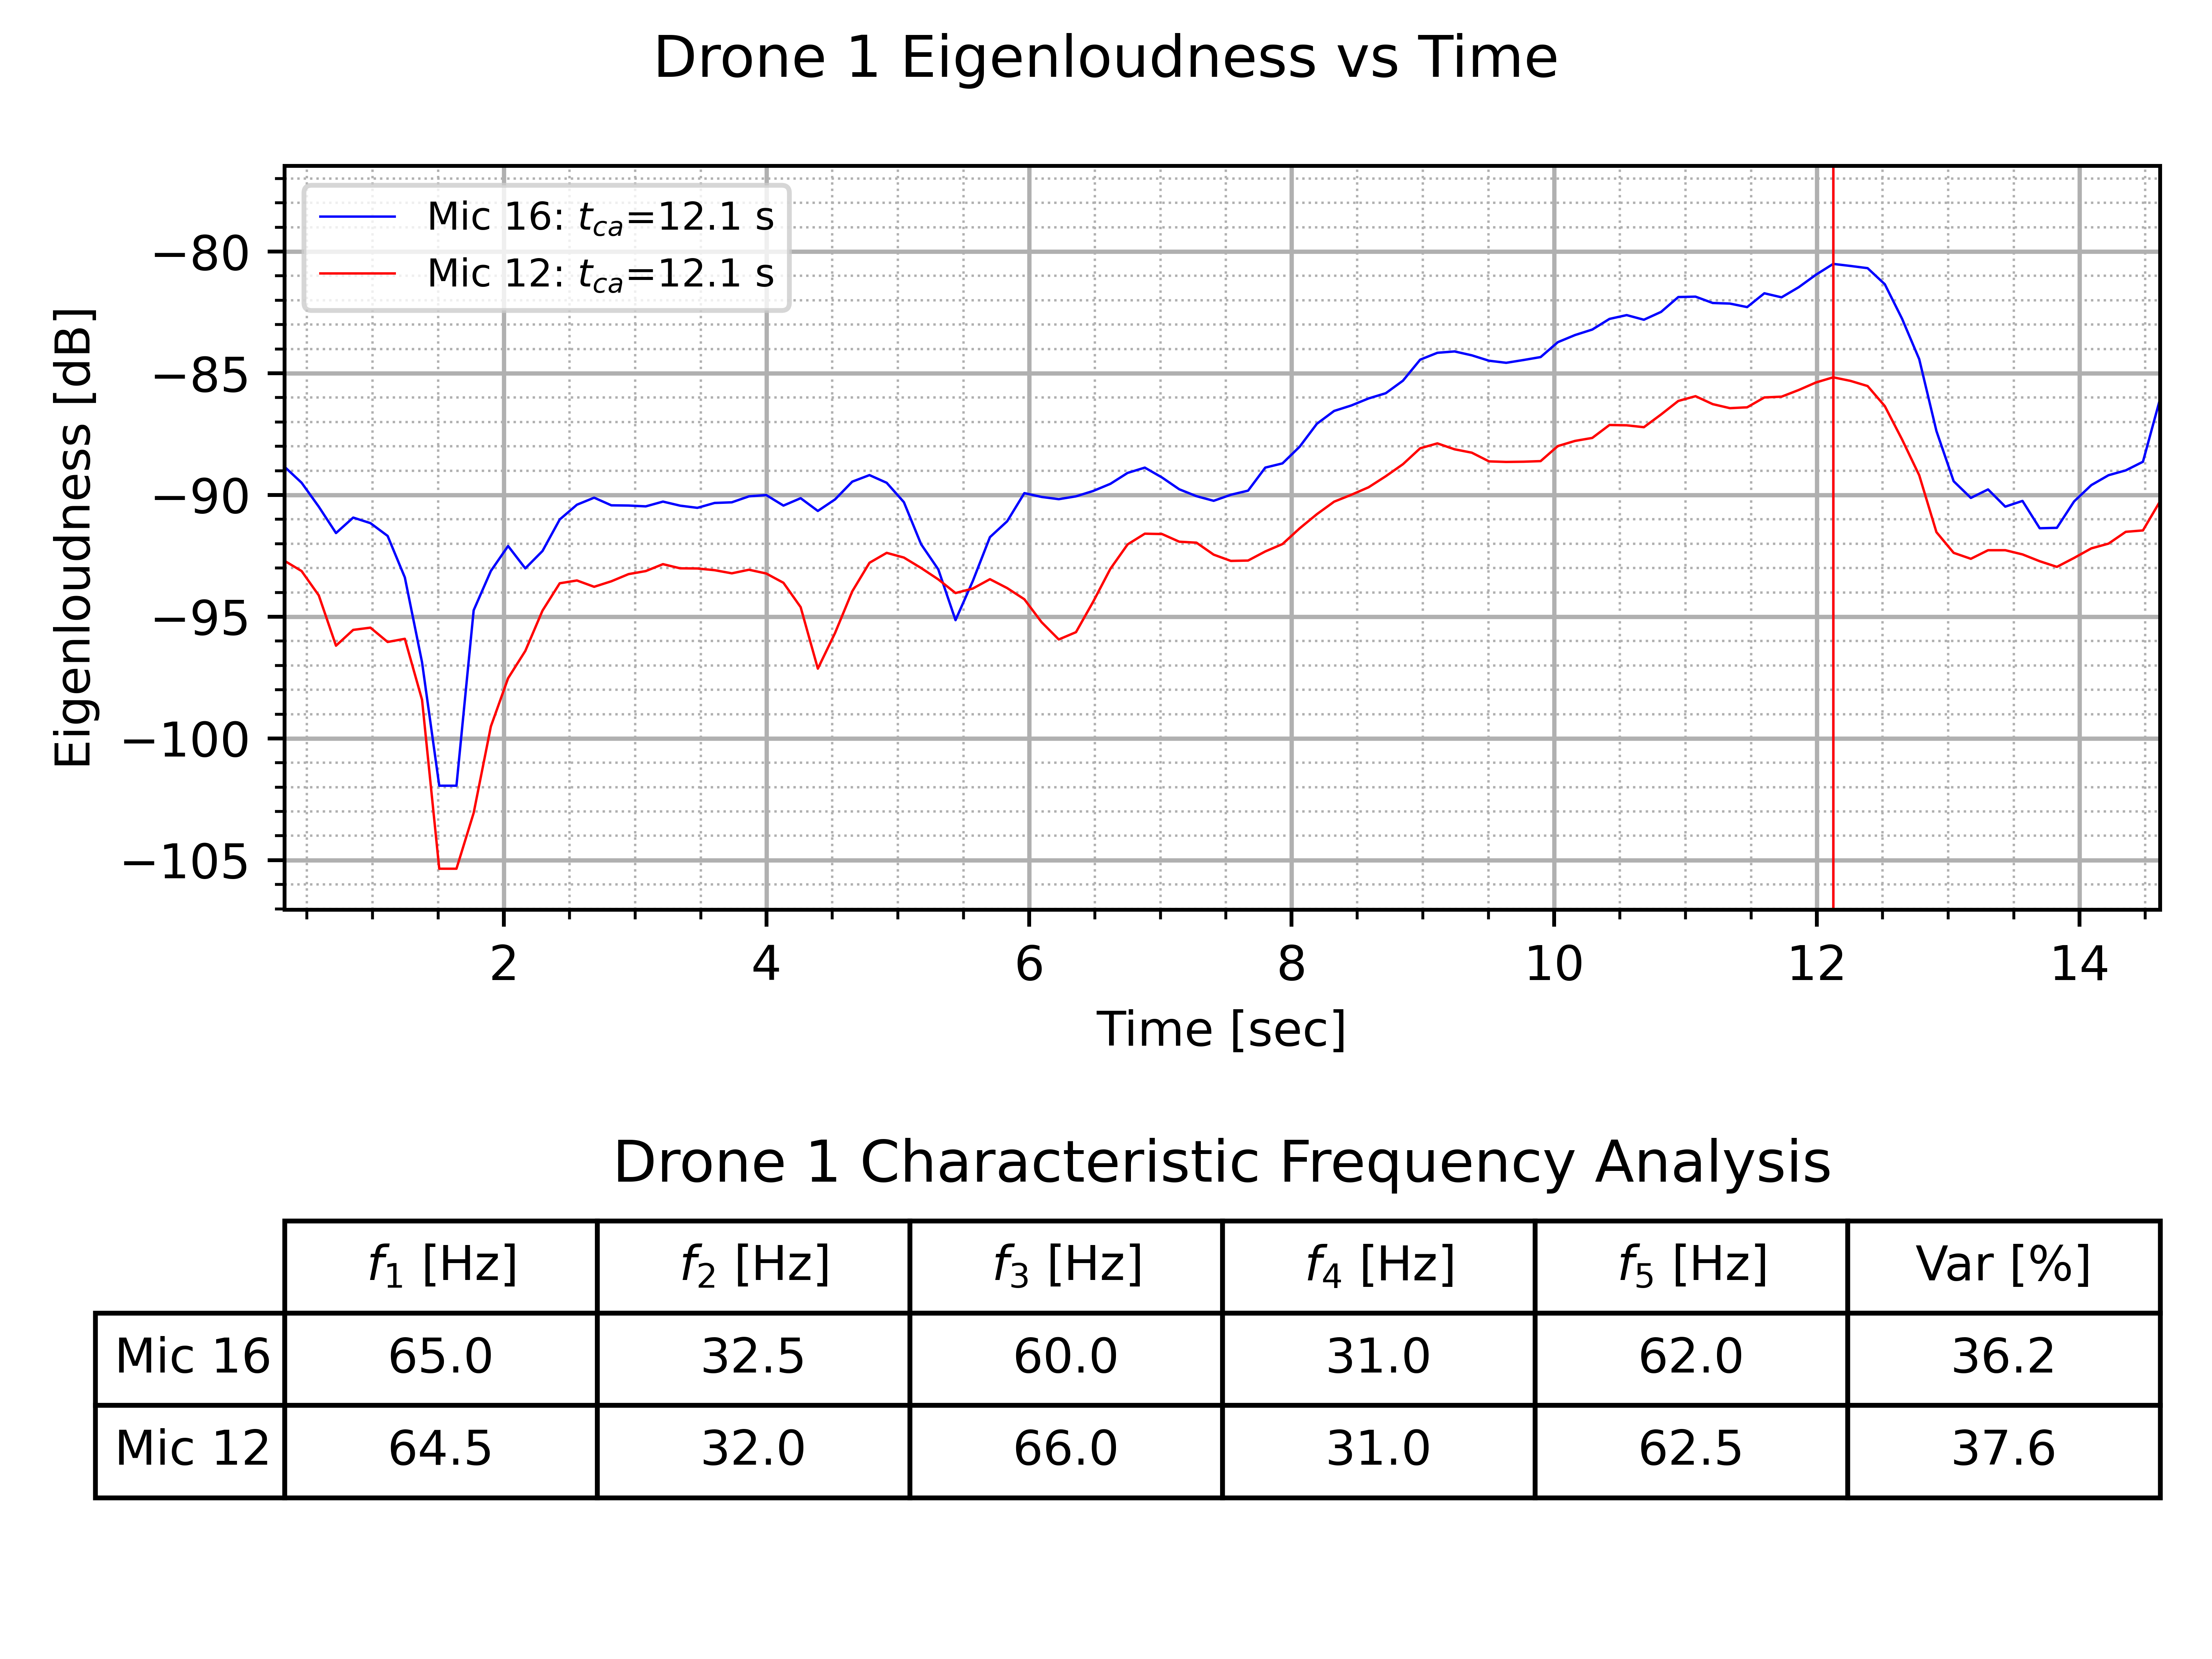 Drone 1 Eigenloudness vs Time
Mic 16: t_ca=12.1 s
Mic 12: t_ca=12.1 s
Eigenloudness [dB]
−80
−85
−90
−95
−100
−105
2 4 6 8 10 12 14
Time [sec]
Drone 1 Characteristic Frequency Analysis
f₁ [Hz] f₂ [Hz] f₃ [Hz] f₄ [Hz] f₅ [Hz] Var [%]
Mic 16 65.0 32.5 60.0 31.0 62.0 36.2
Mic 12 64.5 32.0 66.0 31.0 62.5 37.6